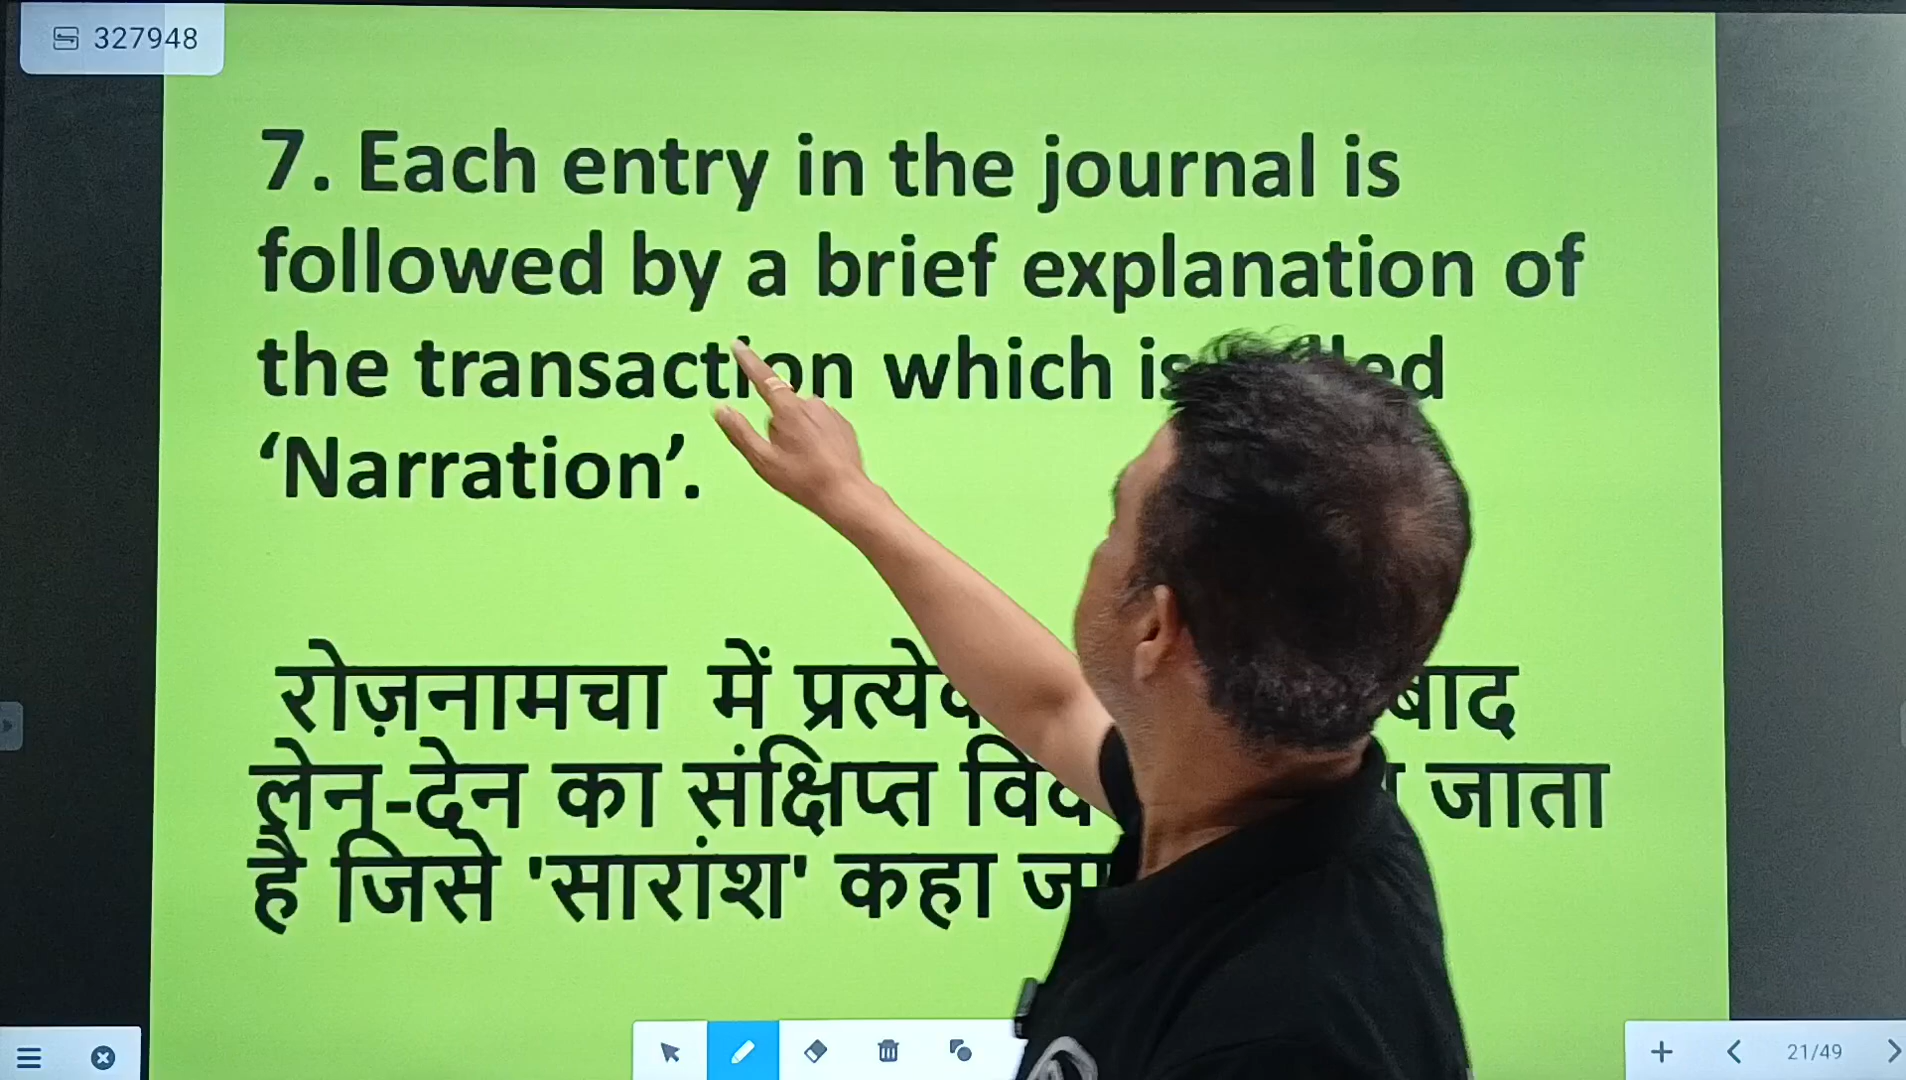 327948
7. Each entry in the journal is
followed by a brief explanation of
the transaction which is
‘Narration’.
रोज़नामचा में बाद
लेन-देन का संक्षिप्त जाता
है जिसे 'सारांश' कहा
21/49